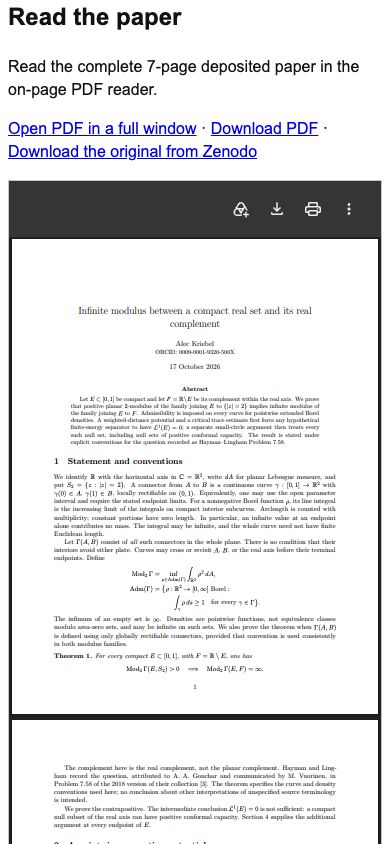 Read the paper
Read the complete 7-page deposited paper in the
on-page PDF reader.
Open PDF in a full window · Download PDF ·
Download the original from Zenodo
Infinite modulus between a compact real set and its real
complement
Alec Kriebel
ORCID: 0009-0001-9320-500X
17 October 2026
Abstract
Let E ⊂ [0,1] be compact and let F = ℝ\E be its complement within the real axis. We prove
that positive planar 2-modulus of the family joining E to {|z| = 2} implies infinite modulus of
the family joining E to F. Admissibility is imposed on every curve for pointwise extended Borel
densities. A weighted-distance potential and a critical trace estimate first force any hypothetical
finite-energy separator to have ℒ¹(E) = 0; a separate small-circle argument then treats every
such null set, including null sets of positive conformal capacity. The result is stated under
explicit conventions for the question recorded as Hayman–Lingham Problem 7.58.
1 Statement and conventions
We identify ℝ with the horizontal axis in ℂ = ℝ², write dA for planar Lebesgue measure, and
put S₂ = {z : |z| = 2}. A connector from A to B is a continuous curve γ : [0,1] → ℝ² with
γ(0) ∈ A, γ(1) ∈ B, locally rectifiable on (0,1). Equivalently, one may use the open parameter
interval and require the stated endpoint limits. For a nonnegative Borel function ρ, its line integral
is the increasing limit of the integrals on compact interior subcurves. Arclength is counted with
multiplicity; constant portions have zero length. In particular, an infinite value at an endpoint
alone contributes no mass. The integral may be infinite, and the whole curve need not have finite
Euclidean length.
Let Γ(A, B) consist of all such connectors in the whole plane. There is no condition that their
interiors avoid either plate. Curves may cross or revisit A, B, or the real axis before their terminal
endpoints. Define
Mod₂ Γ = inf ρ∈Adm(Γ) ∫ℝ² ρ² dA,
Adm(Γ) = {ρ : ℝ² → [0,∞] Borel :
∫γ ρ ds ≥ 1 for every γ ∈ Γ}.
The infimum of an empty set is ∞. Densities are pointwise functions, not equivalence classes
modulo area-zero sets, and may be infinite on such sets. We also prove the theorem when Γ(A, B)
is defined using only globally rectifiable connectors, provided that convention is used consistently
in both modulus families.
Theorem 1. For every compact E ⊂ [0,1], with F = ℝ \ E, one has
Mod₂ Γ(E, S₂) > 0 ⟹ Mod₂ Γ(E, F) = ∞.
1
The complement here is the real complement, not the planar complement. Hayman and Ling-
ham record the question, attributed to A. A. Gonchar and communicated by M. Vuorinen, in
Problem 7.58 of the 2018 version of their collection [3]. The theorem specifies the curve and density
conventions used here; no conclusion about other interpretations of unspecified source terminology
is intended.
We prove the contrapositive. The intermediate conclusion ℒ¹(E) = 0 is not sufficient: a compact
null subset of the real axis can have positive conformal capacity. Section 4 supplies the additional
argument at every endpoint of E.